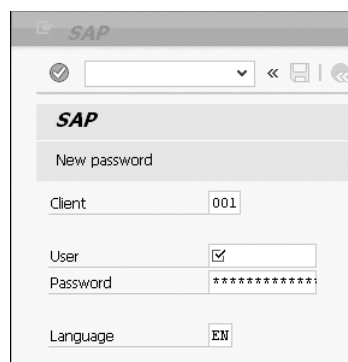 SAP
SAP
New password
Client 001
User
Password *************
Language EN